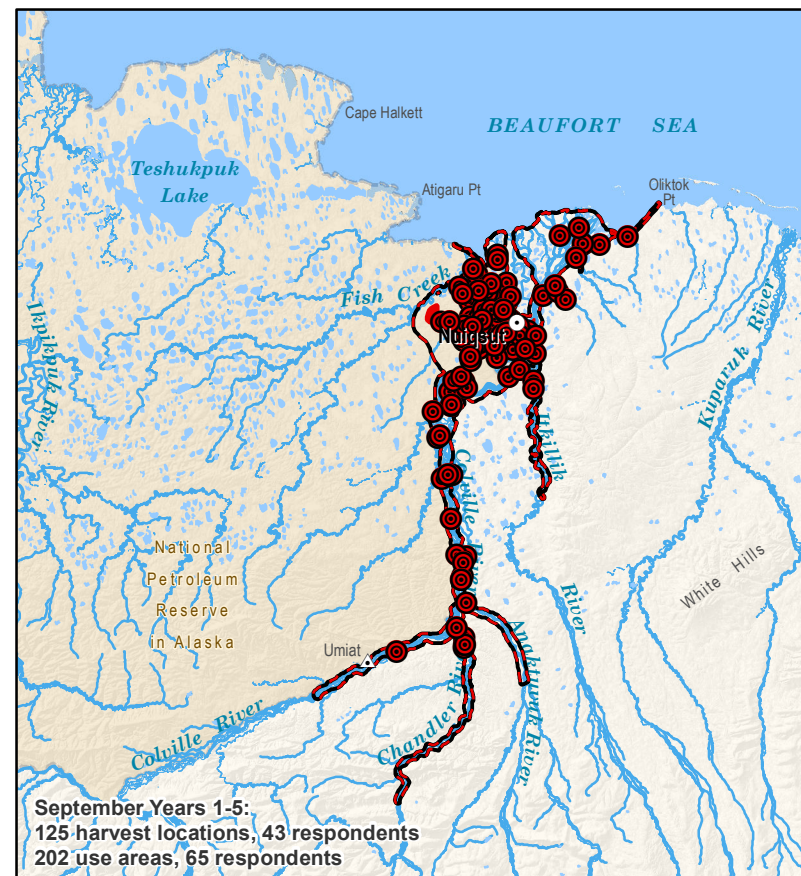 Cape Halkett
BEAUFORT SEA
Teshukpuk
Lake
Atigaru Pt
Oliktok
Pt
Fish Creek
Ikpikpuk River
Nuiqsut
Kuparuk River
Itkillik
River
Colville River
National
Petroleum
Reserve
in Alaska
White Hills
Umiat
Anaktuvuk River
Chandler River
Colville River
September Years 1-5:
125 harvest locations, 43 respondents
202 use areas, 65 respondents